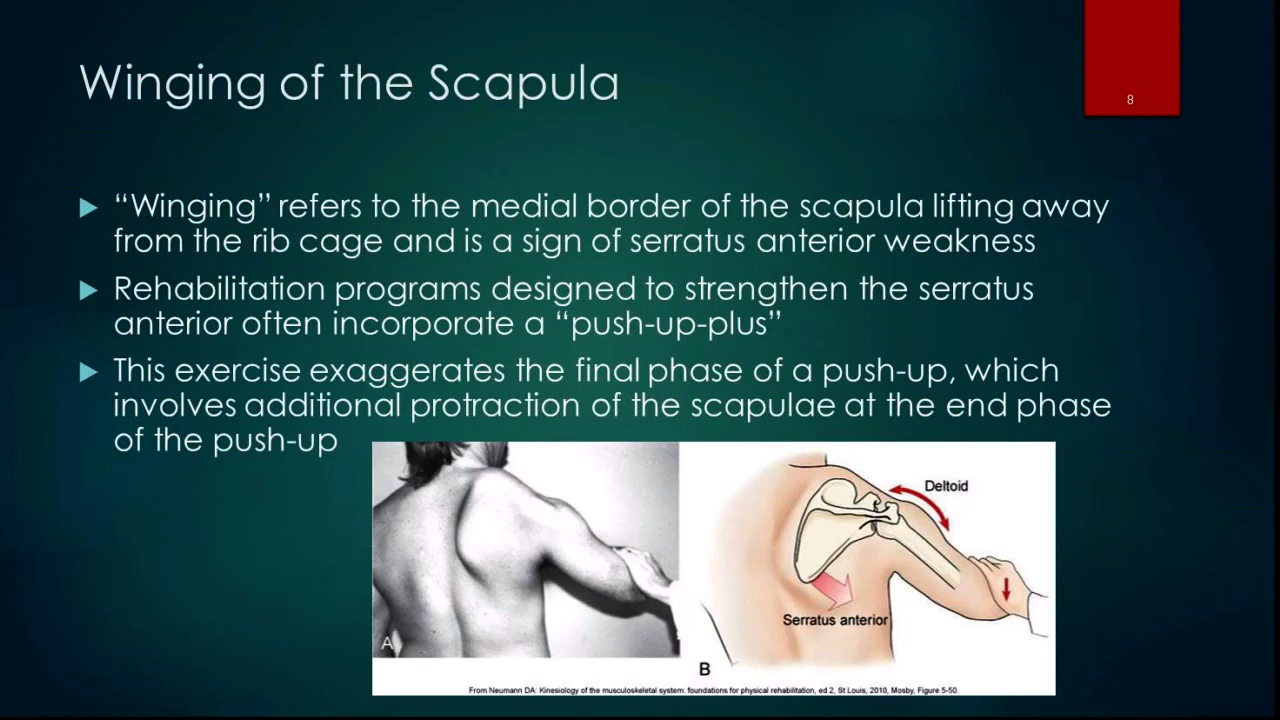 Winging of the Scapula
8
“Winging” refers to the medial border of the scapula lifting away
from the rib cage and is a sign of serratus anterior weakness
Rehabilitation programs designed to strengthen the serratus
anterior often incorporate a “push-up-plus”
This exercise exaggerates the final phase of a push-up, which
involves additional protraction of the scapulae at the end phase
of the push-up
Deltoid
Serratus anterior
A
B
From Neumann DA: Kinesiology of the musculoskeletal system: foundations for physical rehabilitation, ed 2, St Louis, 2010, Mosby, Figure 5-50.